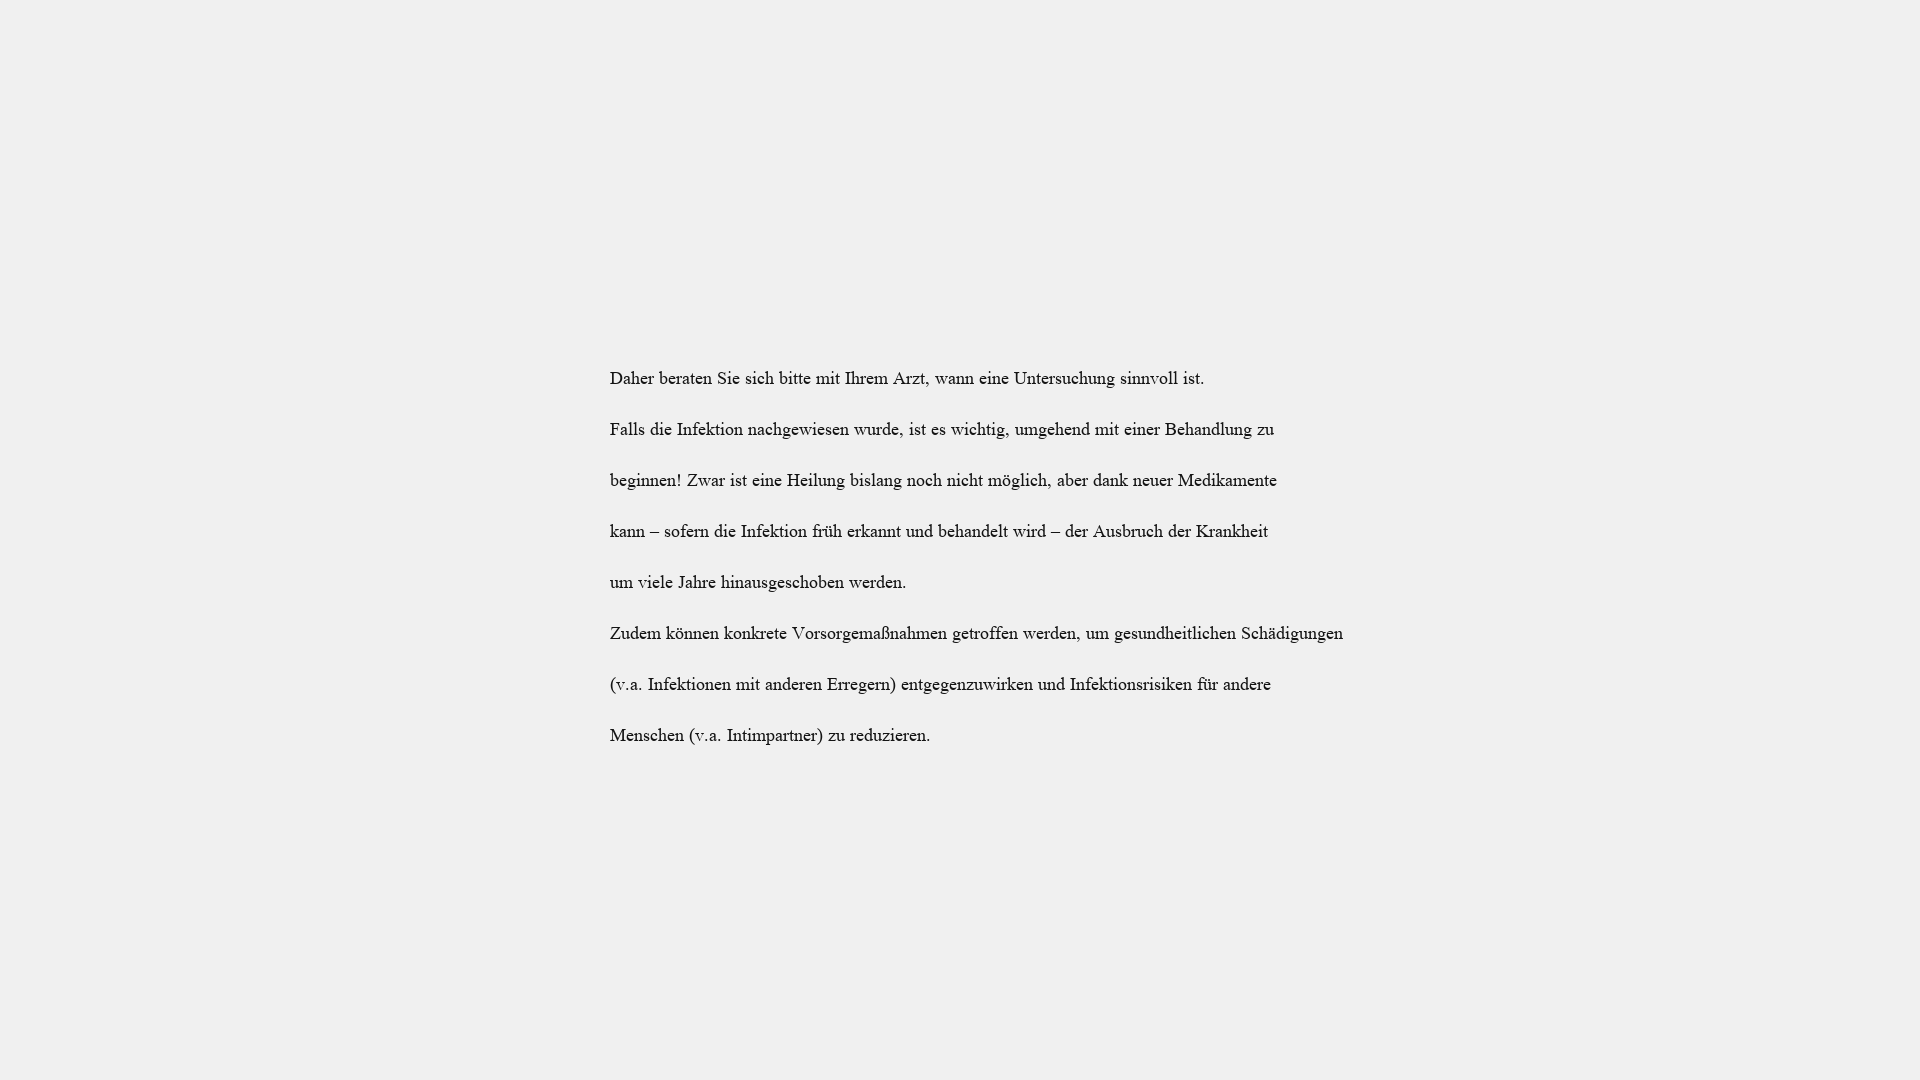 Daher beraten Sie sich bitte mit Ihrem Arzt, wann eine Untersuchung sinnvoll ist.
Falls die Infektion nachgewiesen wurde, ist es wichtig, umgehend mit einer Behandlung zu
beginnen! Zwar ist eine Heilung bislang noch nicht möglich, aber dank neuer Medikamente
kann – sofern die Infektion früh erkannt und behandelt wird – der Ausbruch der Krankheit
um viele Jahre hinausgeschoben werden.
Zudem können konkrete Vorsorgemaßnahmen getroffen werden, um gesundheitlichen Schädigungen
(v.a. Infektionen mit anderen Erregern) entgegenzuwirken und Infektionsrisiken für andere
Menschen (v.a. Intimpartner) zu reduzieren.